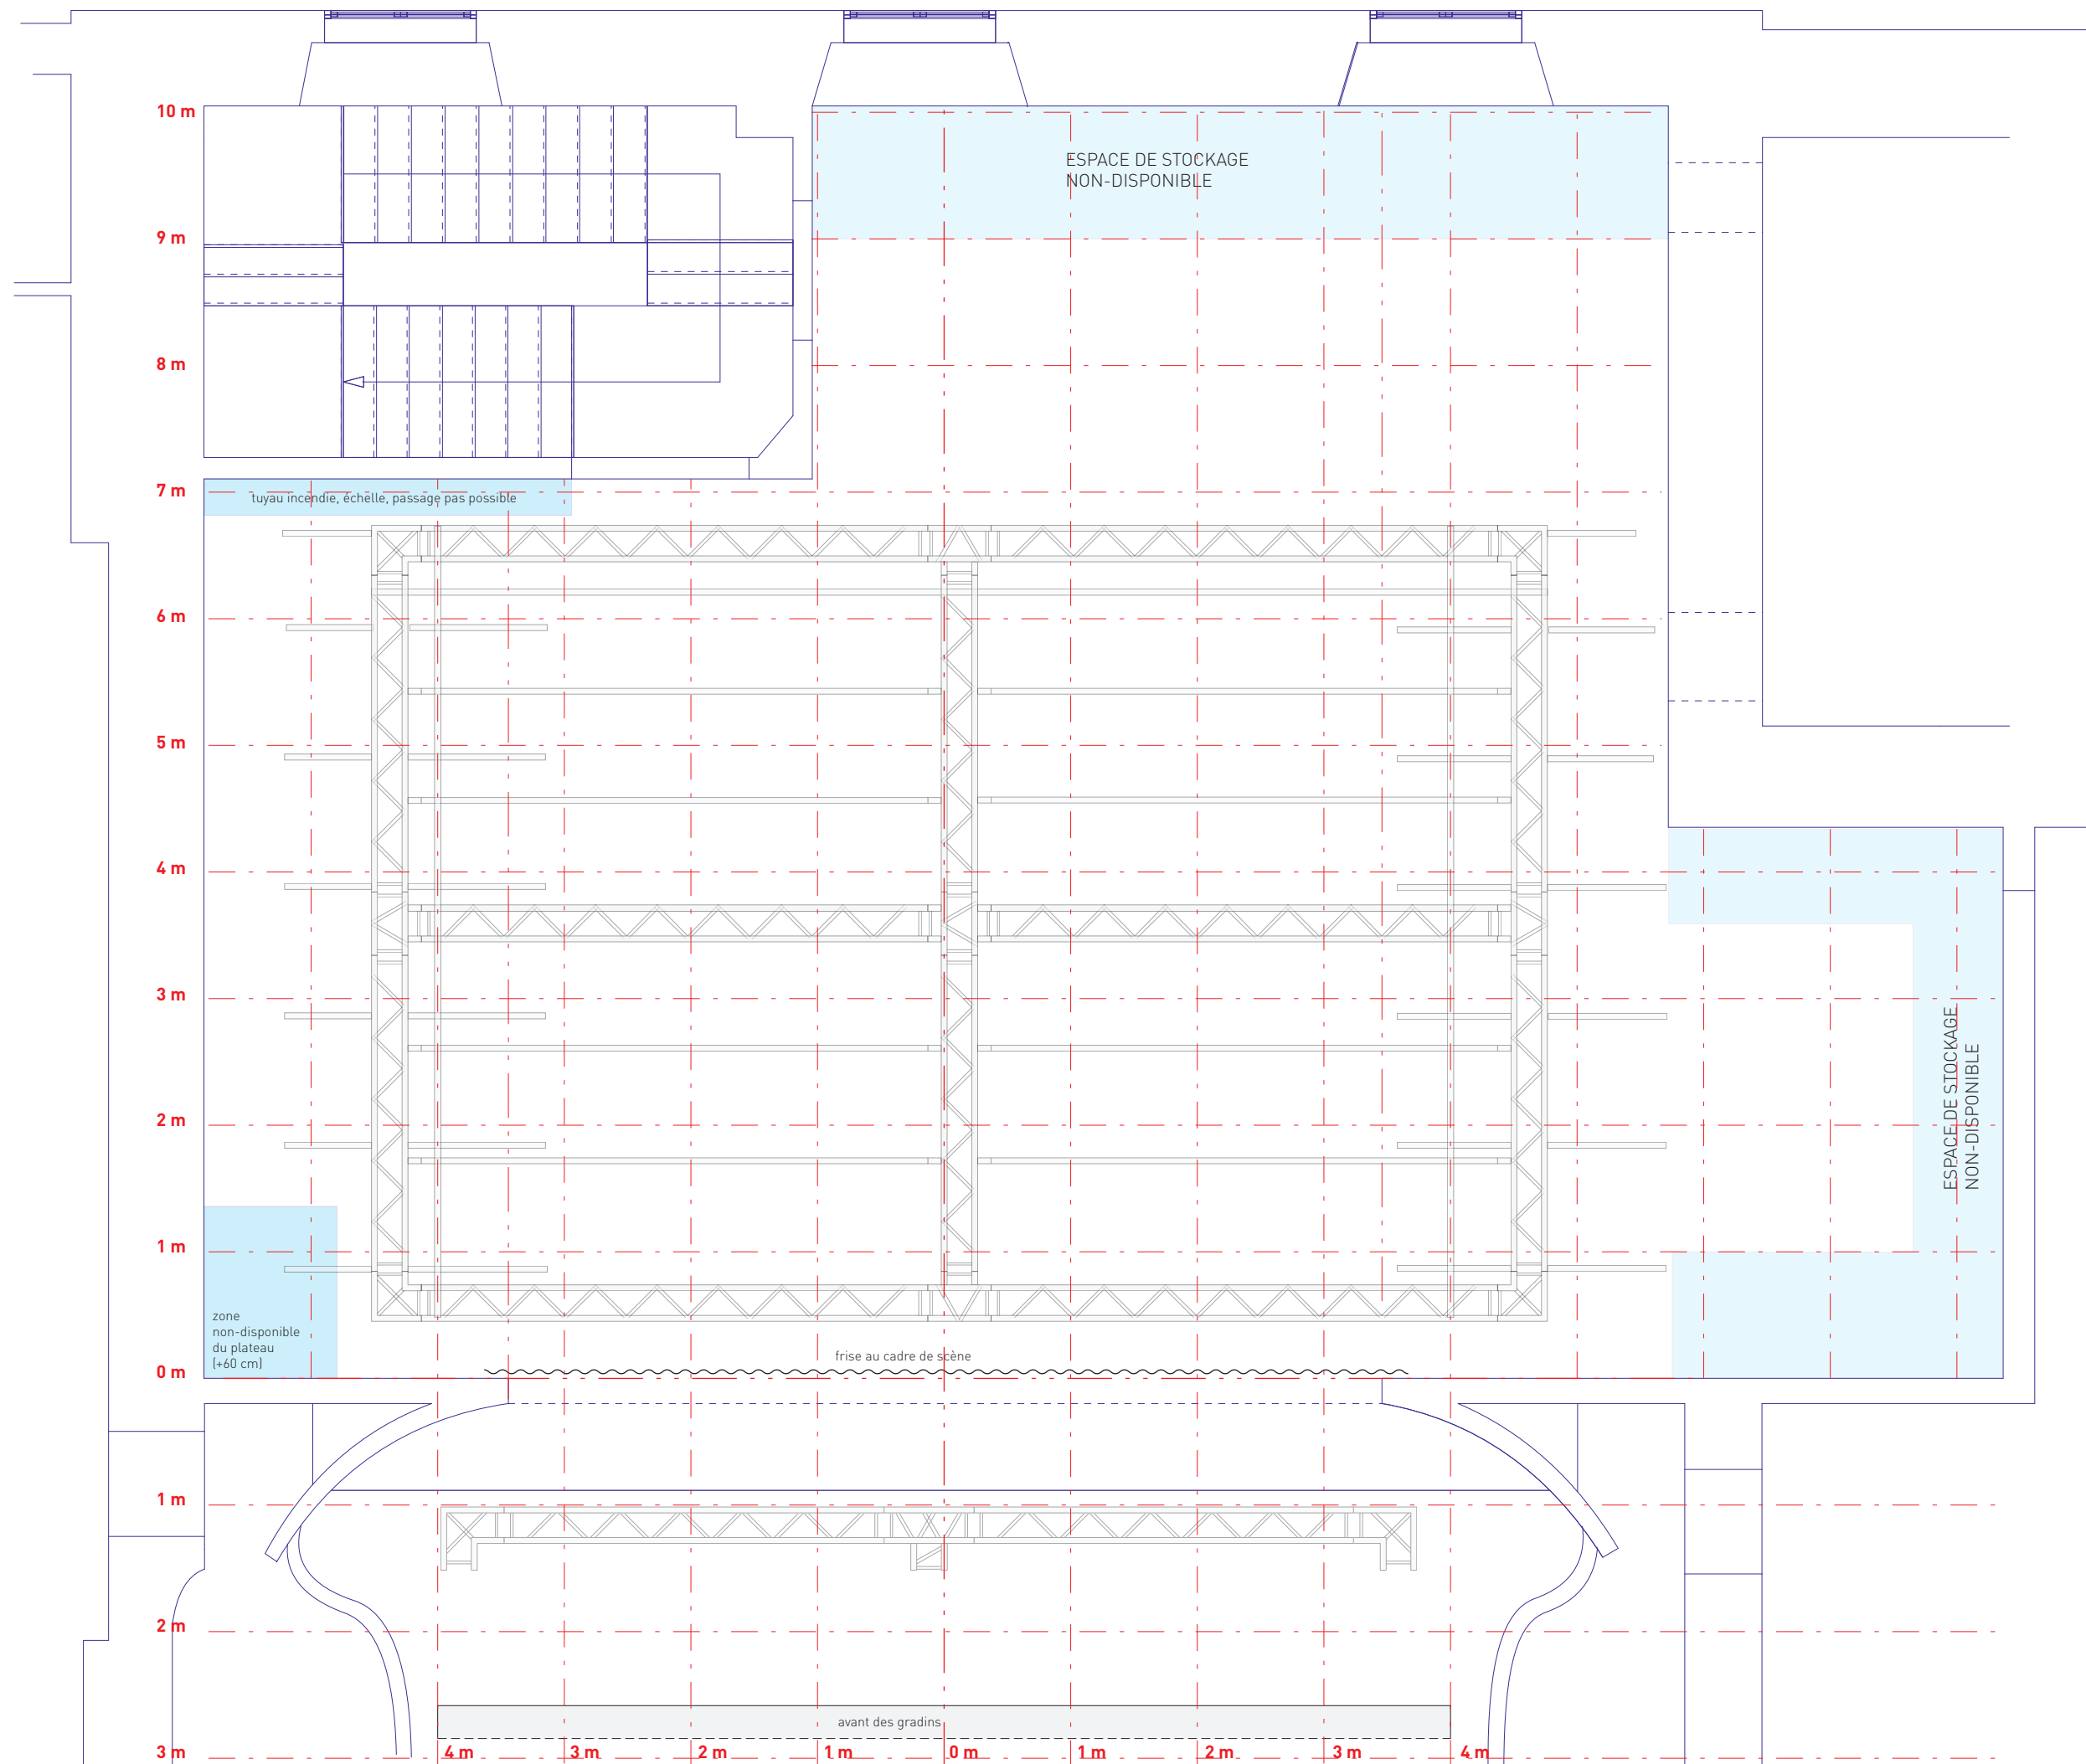 10 m
ESPACE DE STOCKAGE
NON-DISPONIBLE
9 m
8 m
7 m
tuyau incendie, échelle, passage pas possible
6 m
5 m
4 m
3 m
ESPACE DE STOCKAGE
NON-DISPONIBLE
2 m
1 m
zone
non-disponible
du plateau
(+60 cm)
frise au cadre de scène
0 m
1 m
2 m
avant des gradins
3 m
4 m
3 m
2 m
1 m
0 m
1 m
2 m
3 m
4 m